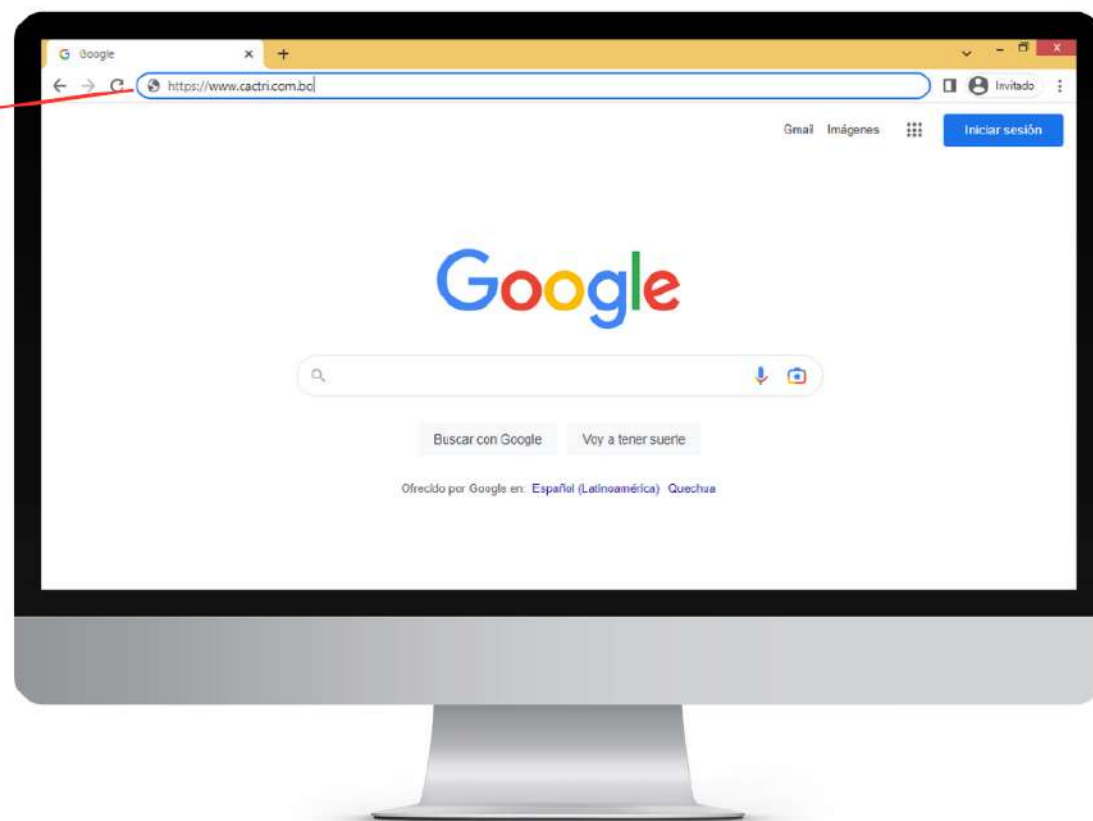 Google
https://www.cactri.com.bo
Invitado
Gmail Imágenes
Iniciar sesión
Google
Buscar con Google Voy a tener suerte
Ofrecido por Google en: Español (Latinoamérica) Quechua